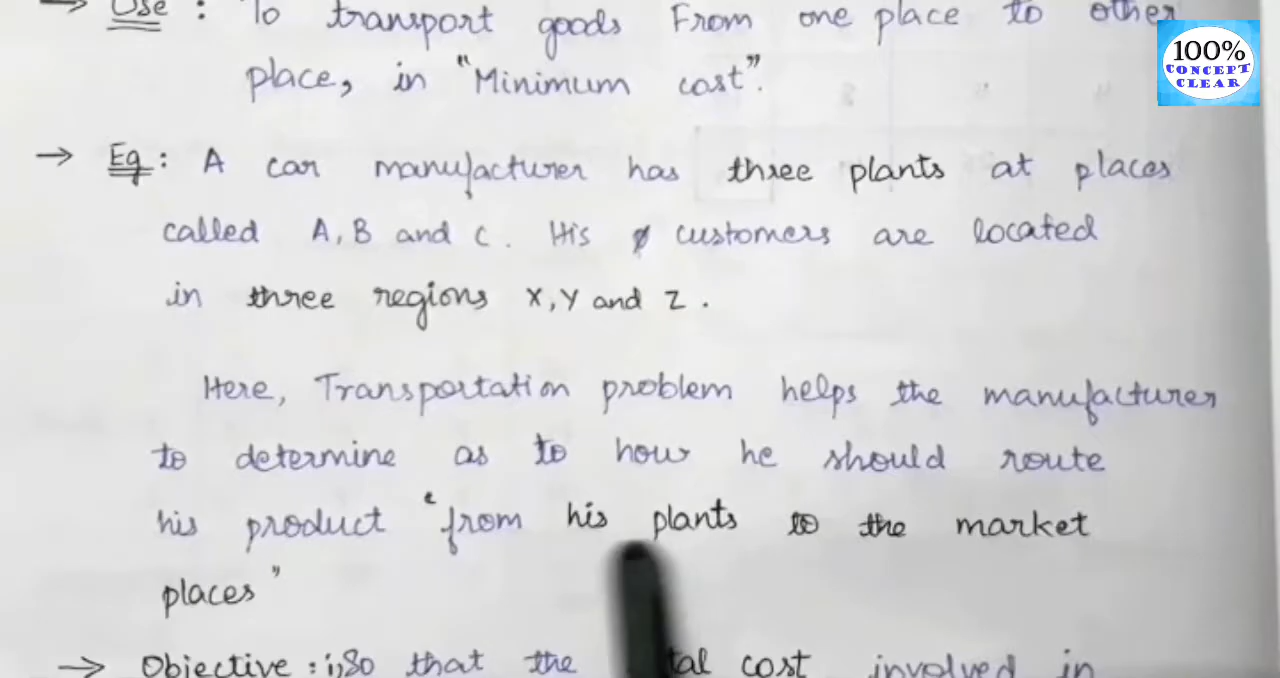 → Use : To transport goods From one place to other
place, in "Minimum cost".
100%
CONCEPT
CLEAR
→ Eg : A car manufacturer has three plants at places
called A, B and C. His customers are located
in three regions X, Y and Z.
Here, Transportation problem helps the manufacturer
to determine as to how he should route
his product "from his plants to the market
places"
→ Objective : i, So that the cost involved in